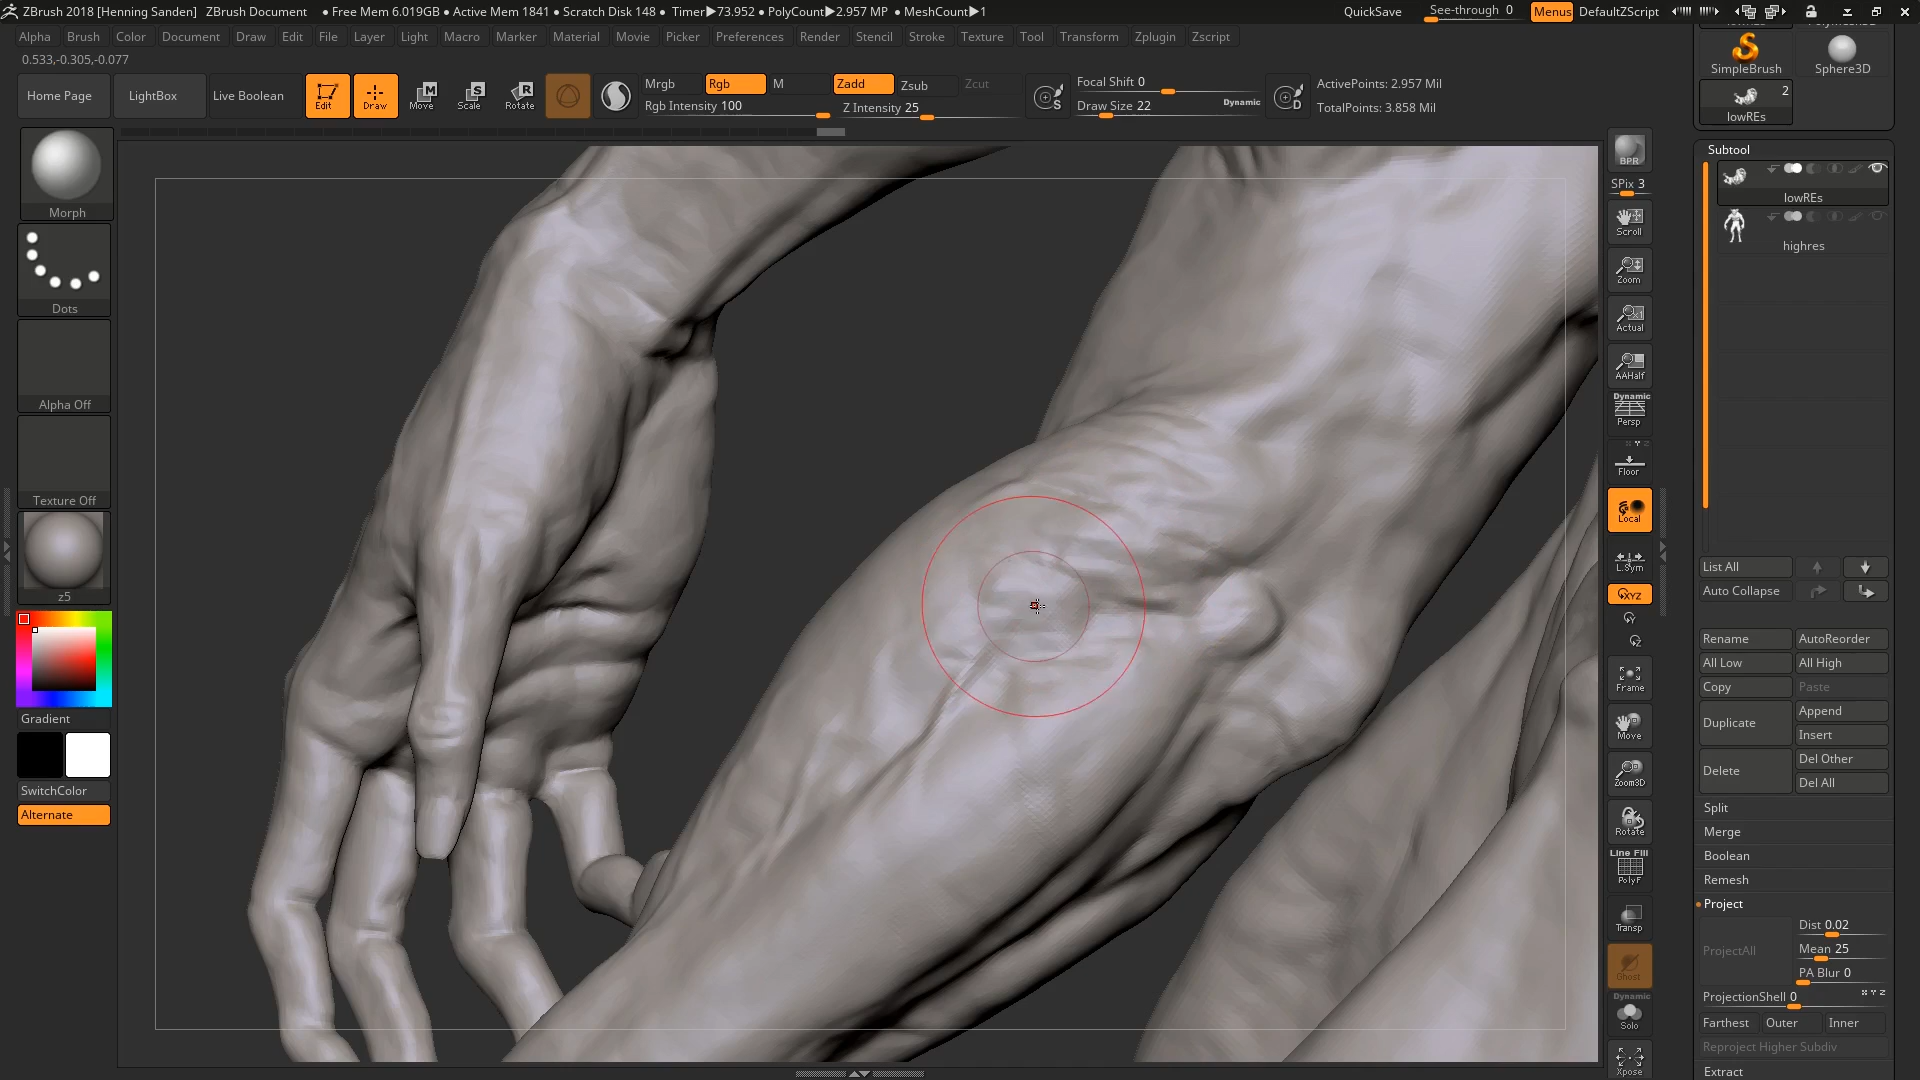 ZBrush 2018 [Henning Sanden] ZBrush Document • Free Mem 6.019GB • Active Mem 1841 • Scratch Disk 148 • Timer▶73.952 • PolyCount▶2.957 MP • MeshCount▶1 QuickSave See-through 0 Menus DefaultZScript
Alpha Brush Color Document Draw Edit File Layer Light Macro Marker Material Movie Picker Preferences Render Stencil Stroke Texture Tool Transform Zplugin Zscript
0.533,-0.305,-0.077
Home Page LightBox Live Boolean Edit Draw Move Scale Rotate
Mrgb Rgb M Zadd Zsub Zcut
Rgb Intensity 100 Z Intensity 25
S
Focal Shift 0
Draw Size 22 Dynamic
D
ActivePoints: 2.957 Mil
TotalPoints: 3.858 Mil
SimpleBrush Sphere3D
2
lowREs
Morph
Dots
Alpha Off
Texture Off
z5
Gradient
SwitchColor
Alternate
BPR
SPix 3
Scroll
Zoom
Actual
AAHalf
Dynamic
Persp
Floor
Local
L.Sym
XYZ
Frame
Move
Zoom3D
Rotate
Line Fill
PolyF
Transp
Ghost
Dynamic
Solo
Xpose
Subtool
lowREs
highres
List All
Auto Collapse
Rename AutoReorder
All Low All High
Copy Paste
Duplicate Append
Insert
Delete Del Other
Del All
Split
Merge
Boolean
Remesh
Project
ProjectAll Dist 0.02
Mean 25
PA Blur 0
ProjectionShell 0 X Y Z
Farthest Outer Inner
Reproject Higher Subdiv
Extract